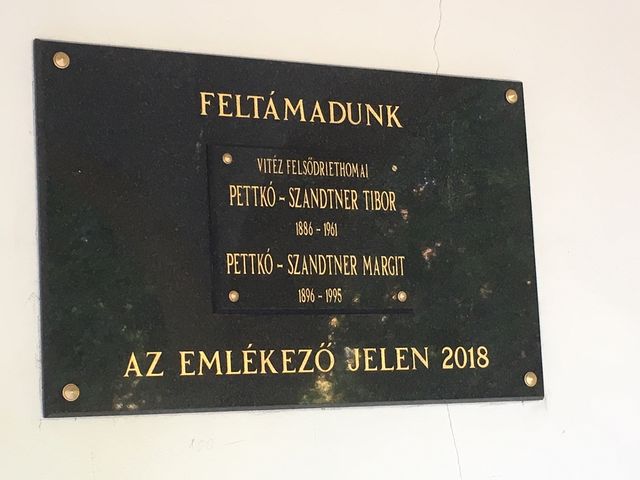 FELTÁMADUNK
VITÉZ FELSŐDRIETHOMAI
PETTKÓ - SZANDTNER TIBOR
1886 - 1961
PETTKÓ - SZANDTNER MARGIT
1896 - 1995
AZ EMLÉKEZŐ JELEN 2018